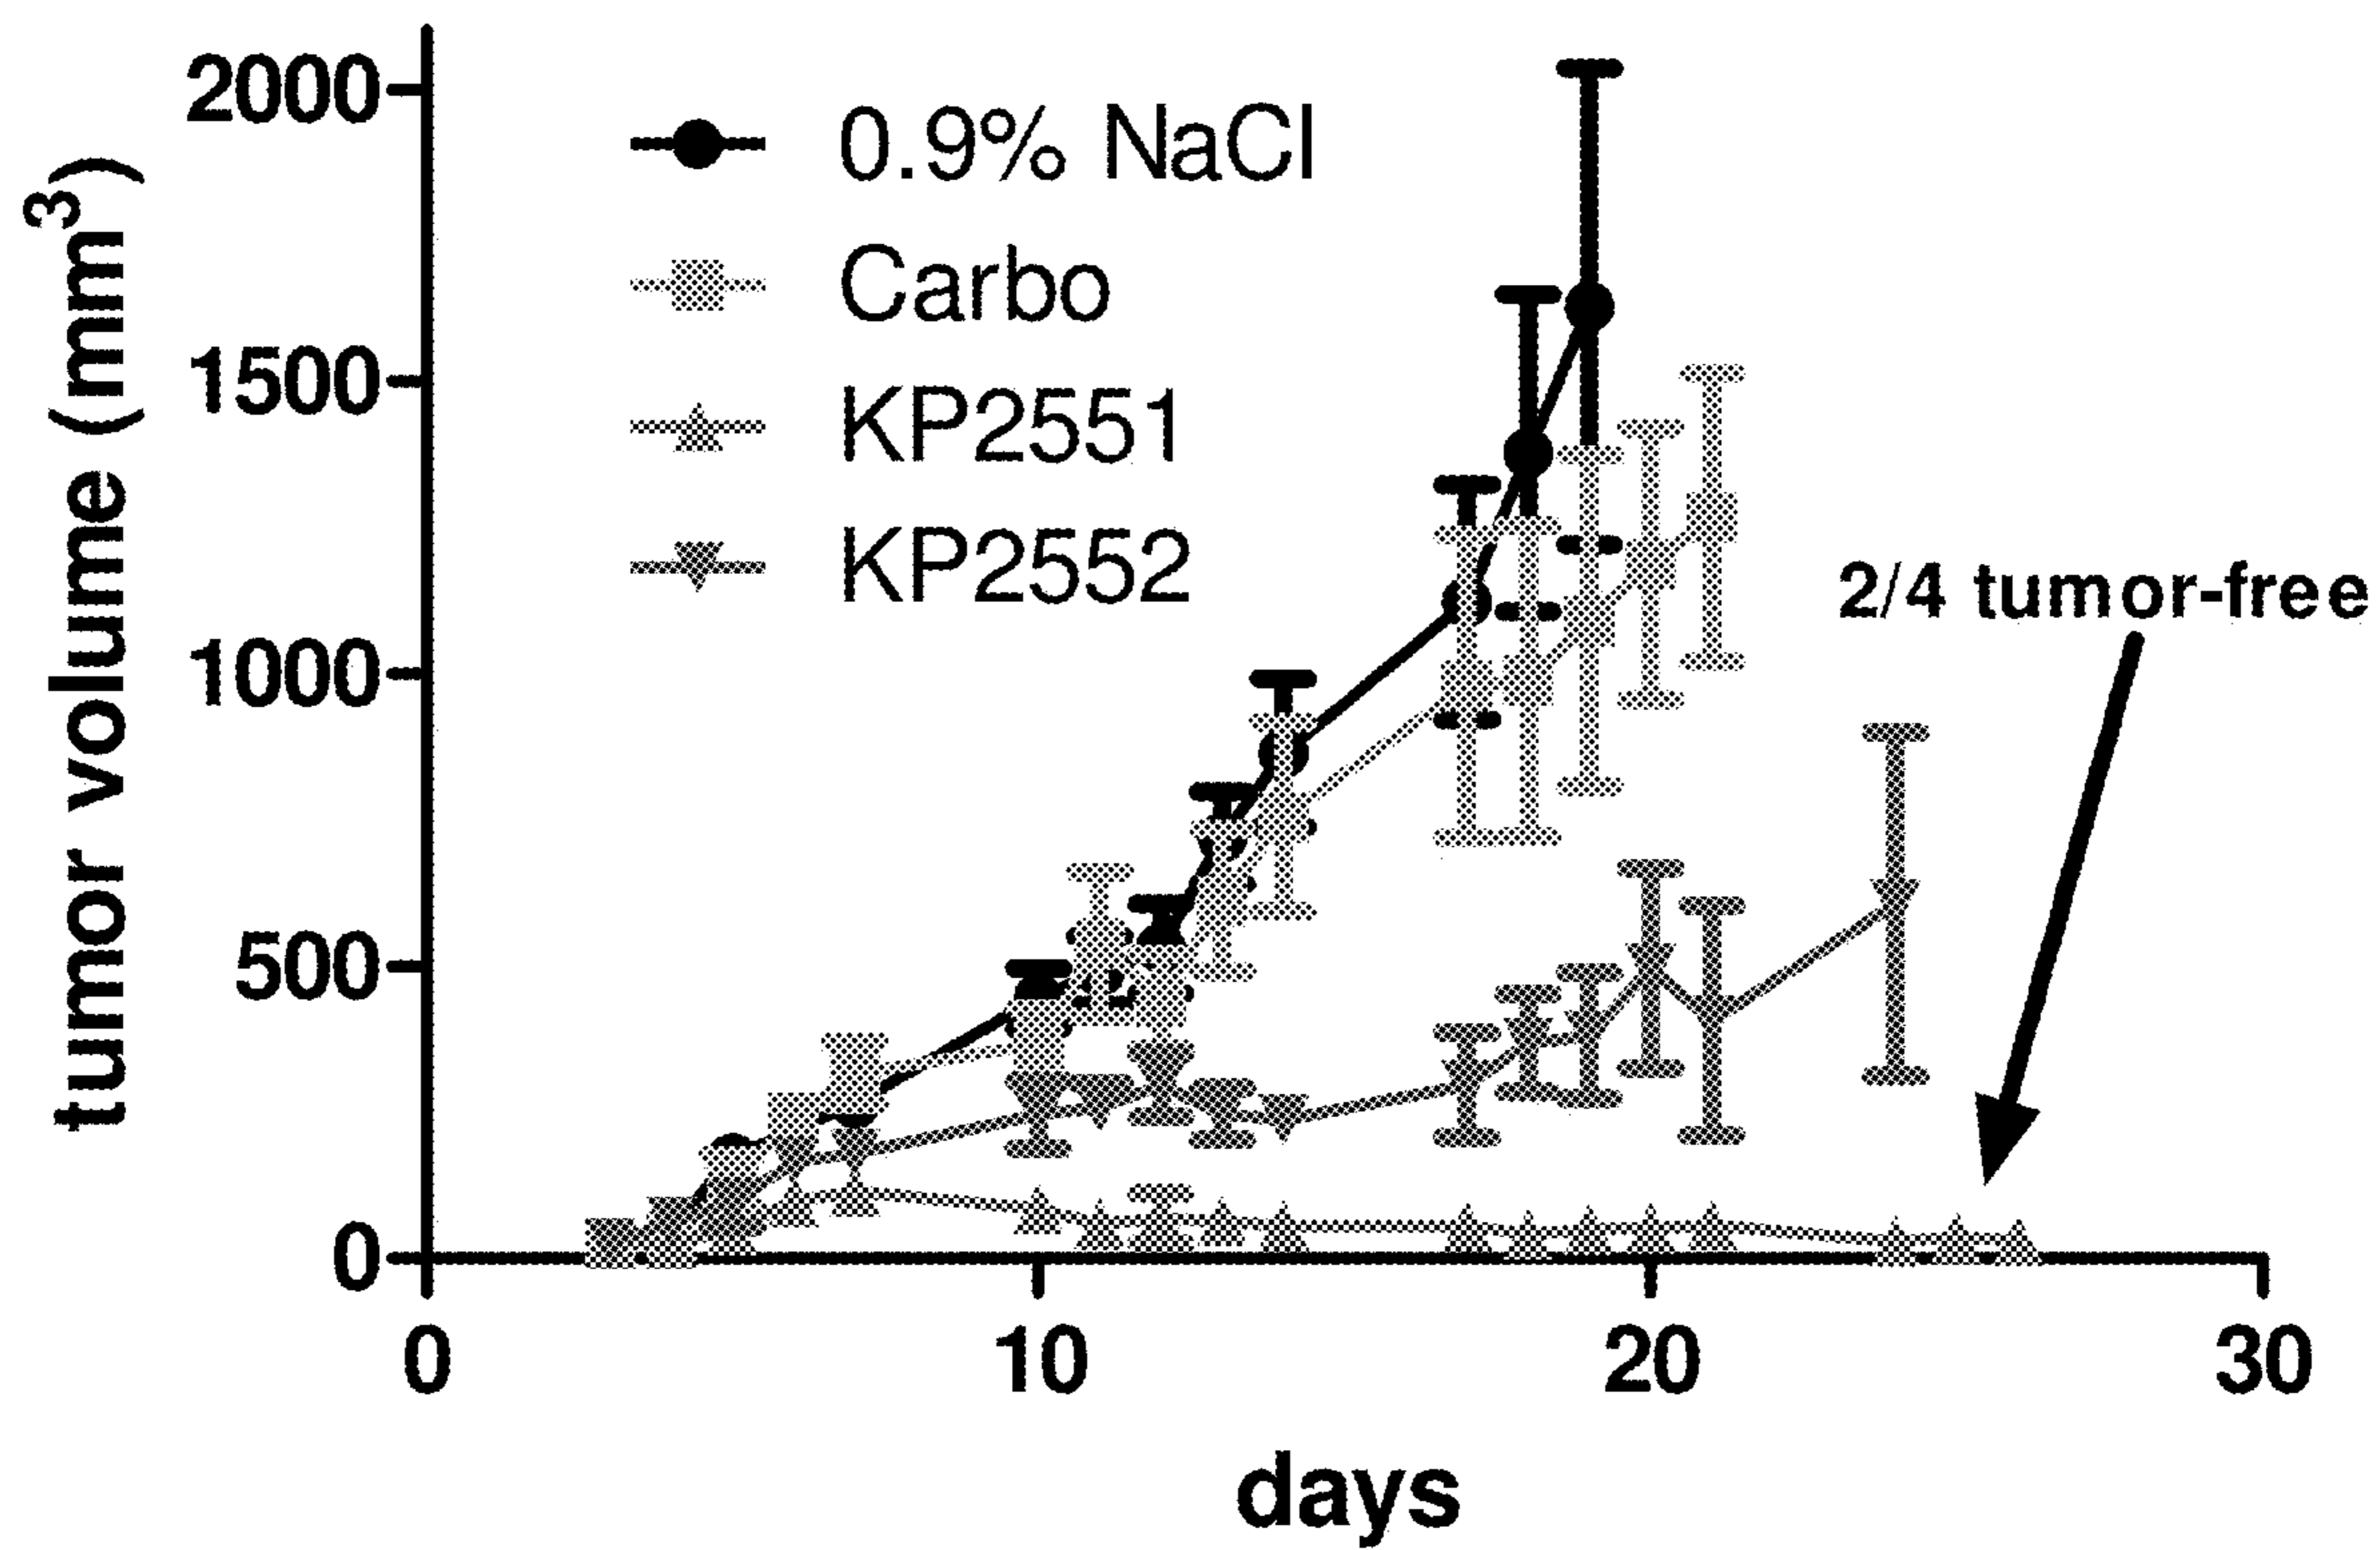 tumor volume (mm³)
2000
1500
1000
500
0
0.9% NaCl
Carbo
KP2551
KP2552
2/4 tumor-free
0
10
20
30
days